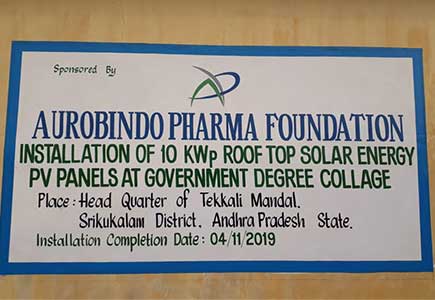 Sponsored By
AUROBINDO PHARMA FOUNDATION
INSTALLATION OF 10 KWp ROOF TOP SOLAR ENERGY
PV PANELS AT GOVERNMENT DEGREE COLLAGE
Place : Head Quarter of Tekkali Mandal.
Srikukalam District. Andhra Pradesh State.
Installation Completion Date : 04/11/2019